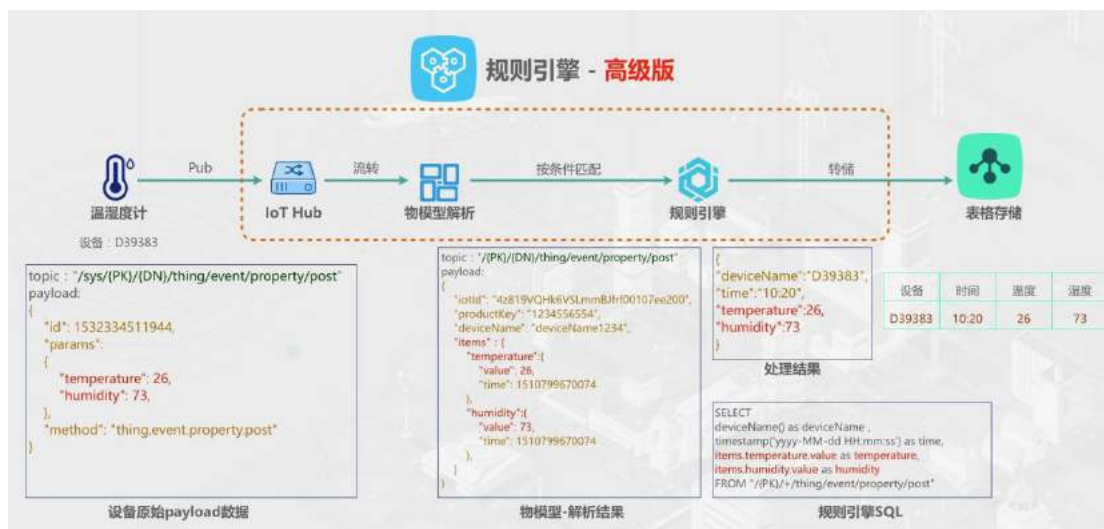 规则引擎 - 高级版
Pub
流转
按条件匹配
转储
温湿度计
IoT Hub
物模型解析
规则引擎
表格存储
设备：D39383
topic : "/sys/{PK}/{DN}/thing/event/property/post"
payload:
{
"id": 1532334511944,
"params":
{
"temperature": 26,
"humidity": 73,
},
"method": "thing.event.property.post"
}
设备原始payload数据
topic : "/{PK}/{DN}/thing/event/property/post"
payload:
{
"iotId": "4z819VQHk6VSLmmBJfrf00107ee200",
"productKey": "1234556554",
"deviceName": "deviceName1234",
"items" : {
"temperature":{
"value": 26,
"time": 1510799670074
},
"humidity":{
"value": 73,
"time": 1510799670074
},
}
}
物模型-解析结果
{
"deviceName":"D39383",
"time":"10:20",
"temperature":26,
"humidity":73
}
处理结果
设备 时间 温度 湿度
D39383 10:20 26 73
SELECT
deviceName() as deviceName ,
timestamp('yyyy-MM-dd HH:mm:ss') as time,
items.temperature.value as temperature,
items.humidity.value as humidity
FROM "/{PK}/+/thing/event/property/post"
规则引擎SQL